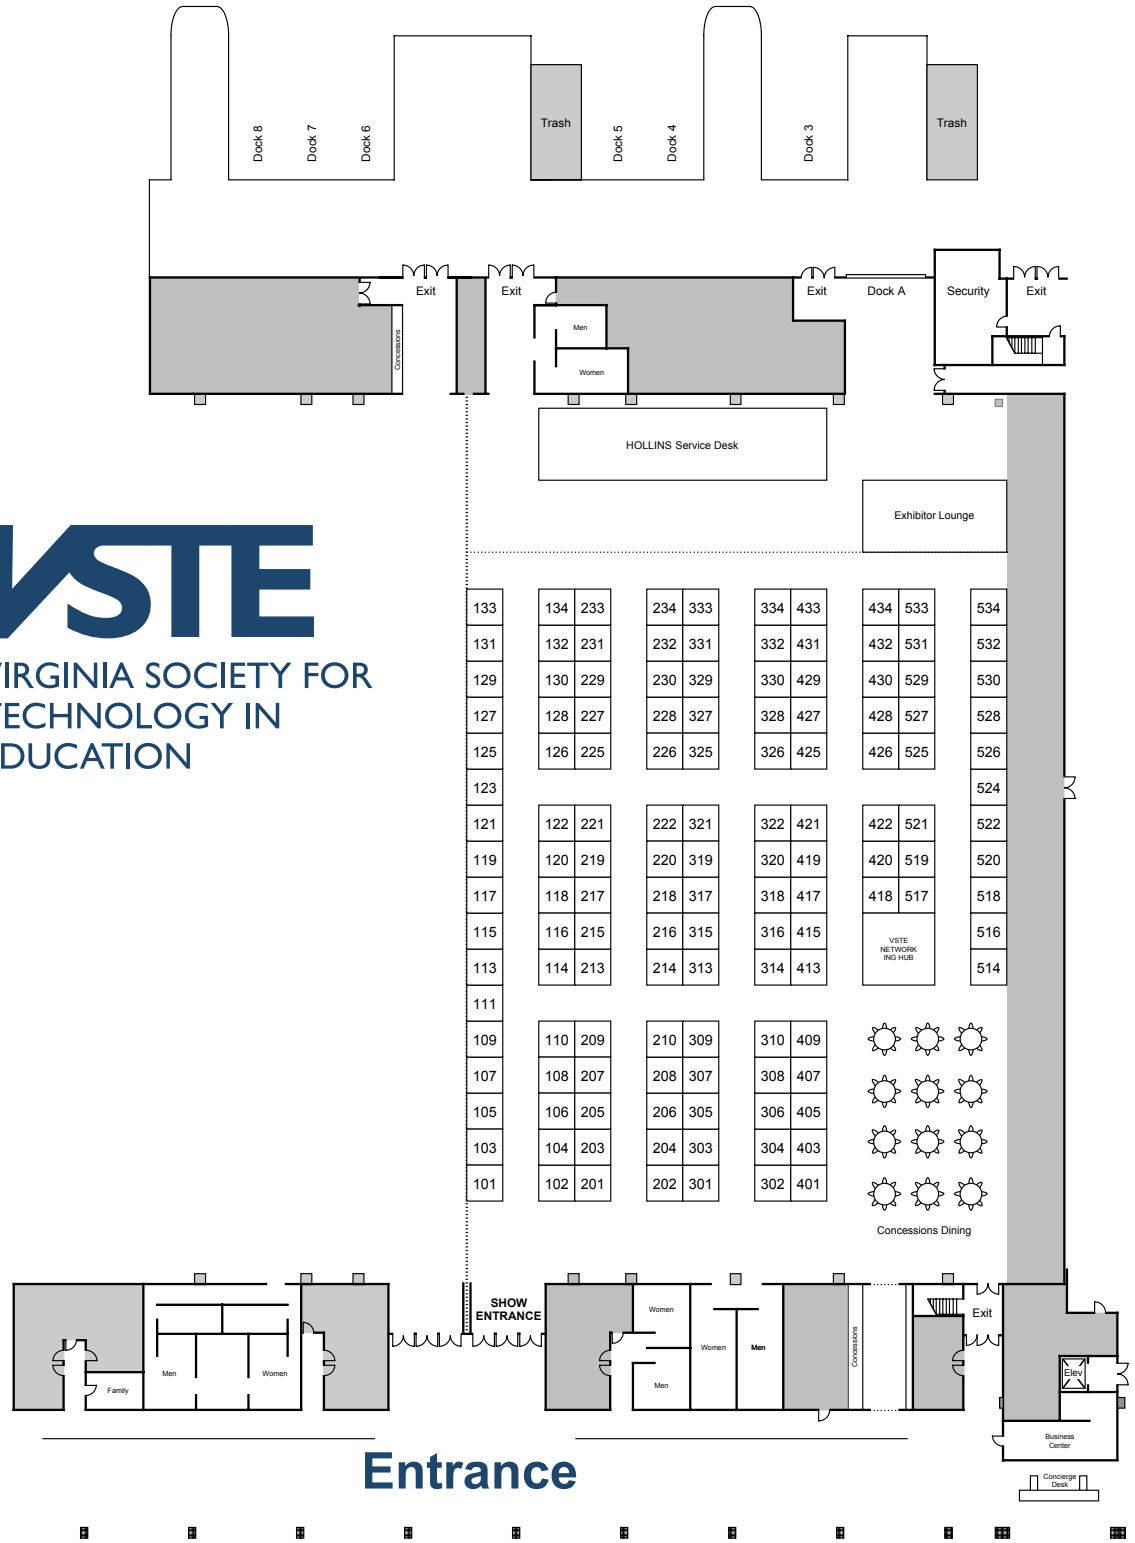 Dock 8
Dock 7
Dock 6
Trash
Dock 5
Dock 4
Dock 3
Trash
Exit
Exit
Exit
Dock A
Security
Exit
Concessions
Men
Women
HOLLINS Service Desk
Exhibitor Lounge
VSTE
VIRGINIA SOCIETY FOR
TECHNOLOGY IN
EDUCATION
133 134 233 234 333 334 433 434 533 534
131 132 231 232 331 332 431 432 531 532
129 130 229 230 329 330 429 430 529 530
127 128 227 228 327 328 427 428 527 528
125 126 225 226 325 326 425 426 525 526
123 524
121 122 221 222 321 322 421 422 521 522
119 120 219 220 319 320 419 420 519 520
117 118 217 218 317 318 417 418 517 518
115 116 215 216 315 316 415 516
VSTE
NETWORK
ING HUB
113 114 213 214 313 314 413 514
111
109 110 209 210 309 310 409
107 108 207 208 307 308 407
105 106 205 206 305 306 405
103 104 203 204 303 304 403
101 102 201 202 301 302 401
Concessions Dining
SHOW
ENTRANCE
Women
Women
Men
Men
Concessions
Exit
Men
Women
Family
Elev
Business
Center
Entrance
Concierge
Desk